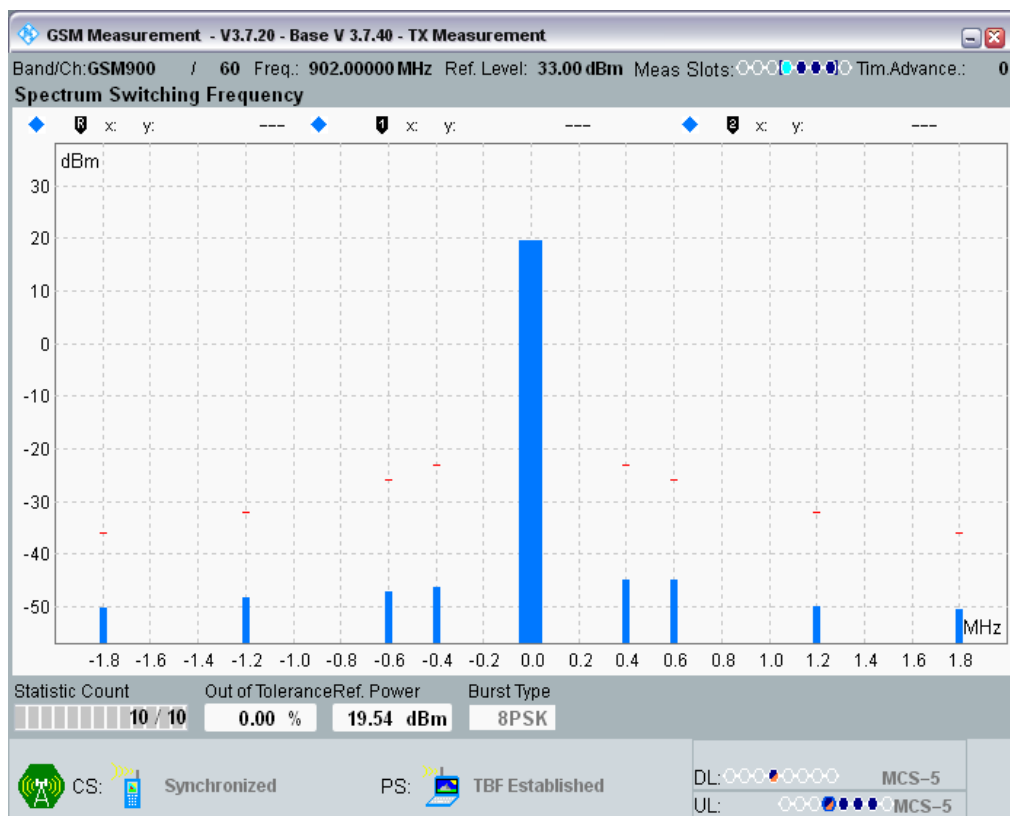 GSM Measurement - V3.7.20 - Base V 3.7.40 - TX Measurement
Band/Ch:GSM900 / 60 Freq.: 902.00000 MHz Ref. Level: 33.00 dBm Meas Slots: Tim.Advance.: 0
Spectrum Switching Frequency
R x: y: --- 1 x: y: --- 2 x: y: ---
dBm
30
20
10
0
-10
-20
-30
-40
-50
MHz
-1.8 -1.6 -1.4 -1.2 -1.0 -0.8 -0.6 -0.4 -0.2 0.0 0.2 0.4 0.6 0.8 1.0 1.2 1.4 1.6 1.8
Statistic Count Out of Tolerance Ref. Power Burst Type
10 / 10 0.00 % 19.54 dBm 8PSK
CS: Synchronized PS: TBF Established
DL: MCS-5
UL: MCS-5